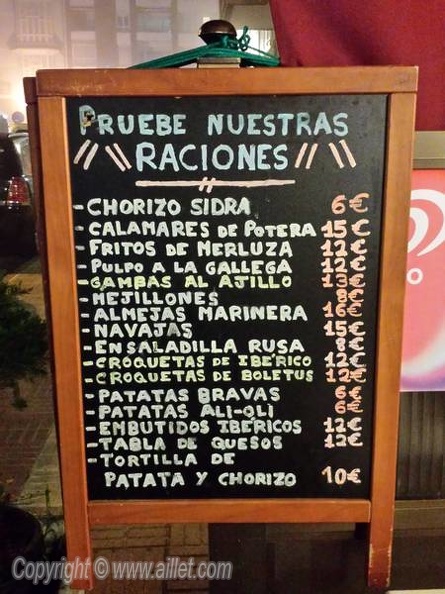 PRUEBE NUESTRAS
RACIONES
-CHORIZO SIDRA 6€
-CALAMARES DE POTERA 15€
-FRITOS DE MERLUZA 12€
-PULPO A LA GALLEGA 12€
-GAMBAS AL AJILLO 13€
-MEJILLONES 8€
-ALMEJAS MARINERA 16€
-NAVAJAS 15€
-ENSALADILLA RUSA 8€
-CROQUETAS DE IBERICO 12€
-CROQUETAS DE BOLETUS 12€
-PATATAS BRAVAS 6€
-PATATAS ALI-OLI 6€
-EMBUTIDOS IBERICOS 12€
-TABLA DE QUESOS 12€
-TORTILLA DE
PATATA Y CHORIZO 10€
Copyright © www.aillet.com